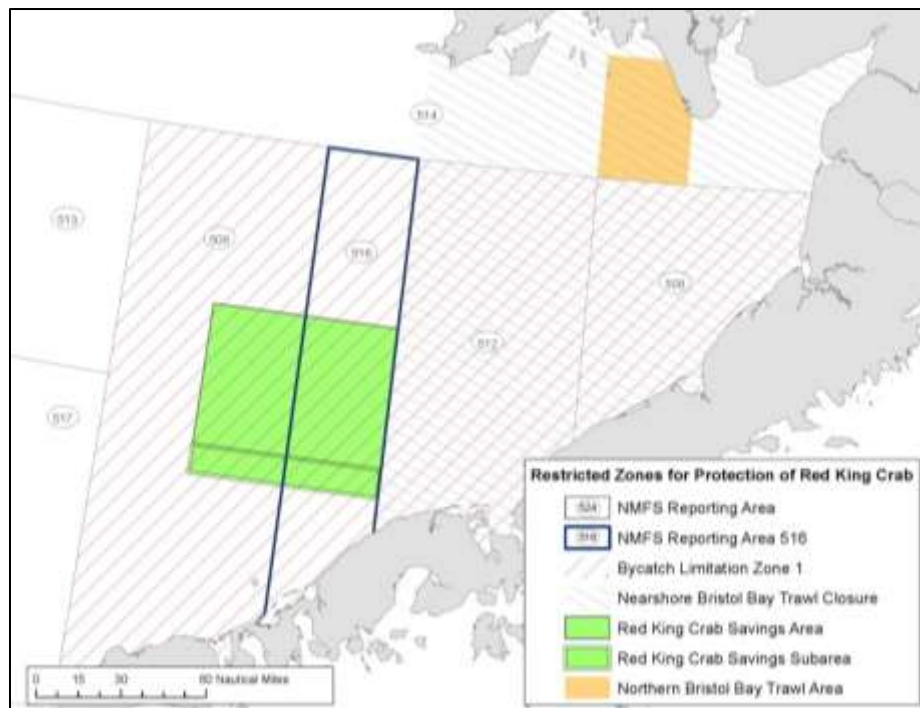 514
513
508
516
508
512
517
Restricted Zones for Protection of Red King Crab
524 NMFS Reporting Area
516 NMFS Reporting Area 516
Bycatch Limitation Zone 1
Nearshore Bristol Bay Trawl Closure
Red King Crab Savings Area
Red King Crab Savings Subarea
Northern Bristol Bay Trawl Area
0 15 30 60 Nautical Miles